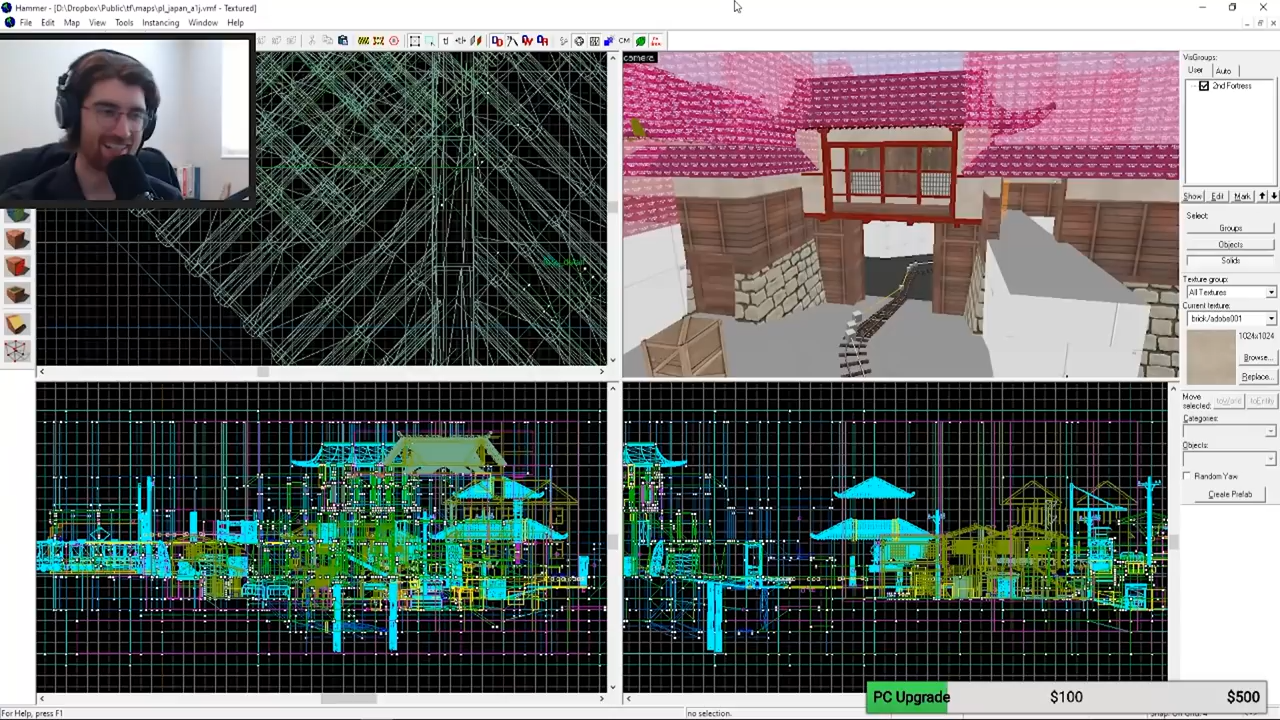 Hammer - [D:\Dropbox\Public\tf\maps\pl_japan_a1j.vmf - Textured]
File Edit Map View Tools Instancing Window Help
camera
VisGroups:
User Auto
2nd Fortress
Show Edit Mark
Select:
Groups
Objects
Solids
Texture group:
All Textures
Current texture:
brick/adobe001
1024x1024
Browse...
Replace...
Move
selected: toWorld toEntity
Categories:
Objects:
Random Yaw
Create Prefab
PC Upgrade $100 $500
For Help, press F1
no selection.